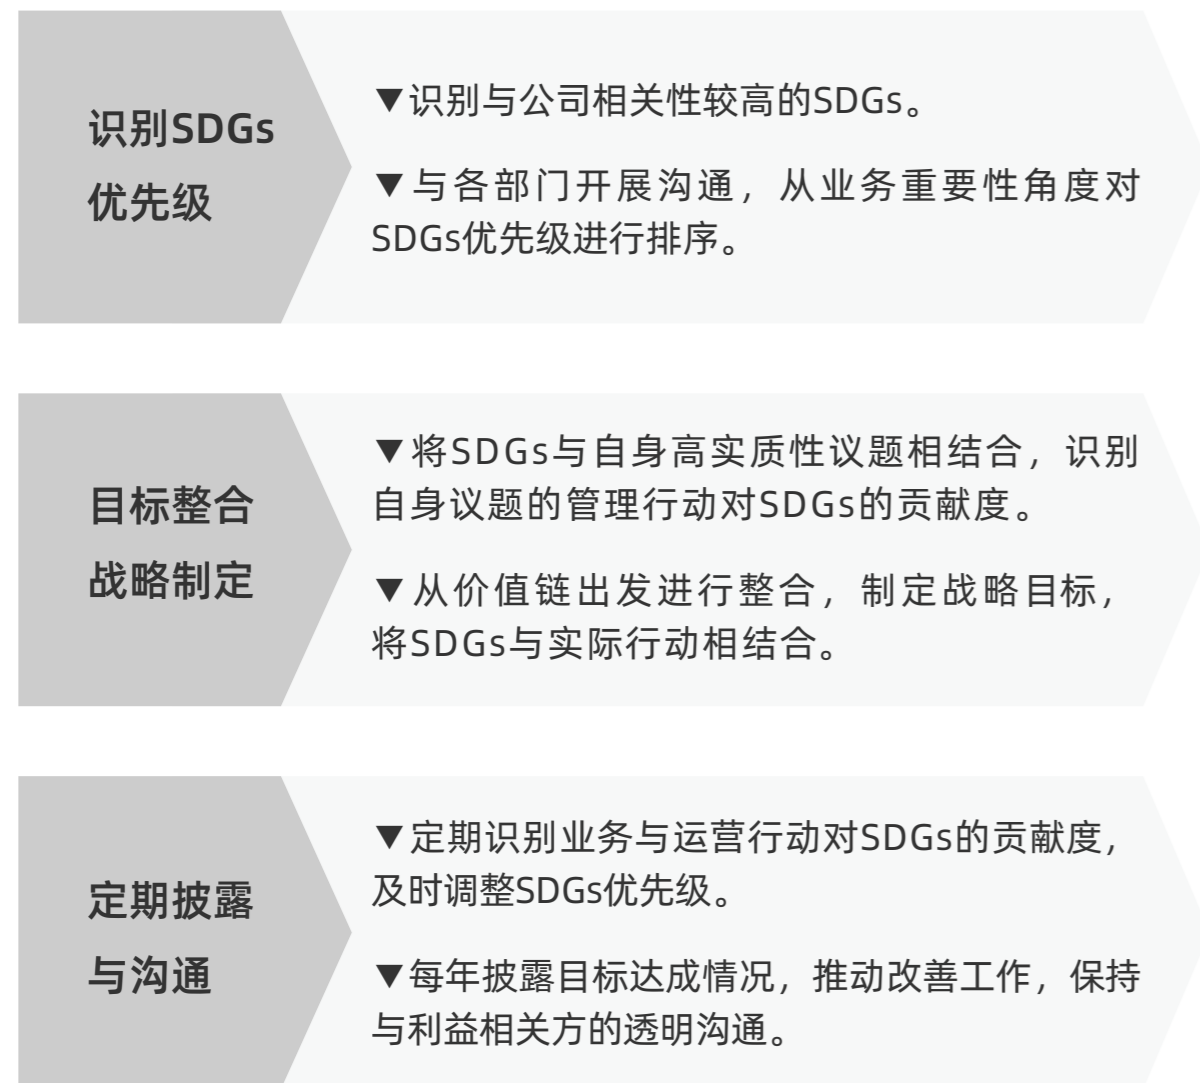 识别SDGs
优先级
▼识别与公司相关性较高的SDGs。
▼与各部门开展沟通，从业务重要性角度对
SDGs优先级进行排序。
目标整合
战略制定
▼将SDGs与自身高实质性议题相结合，识别
自身议题的管理行动对SDGs的贡献度。
▼从价值链出发进行整合，制定战略目标，
将SDGs与实际行动相结合。
定期披露
与沟通
▼定期识别业务与运营行动对SDGs的贡献度，
及时调整SDGs优先级。
▼每年披露目标达成情况，推动改善工作，保持
与利益相关方的透明沟通。